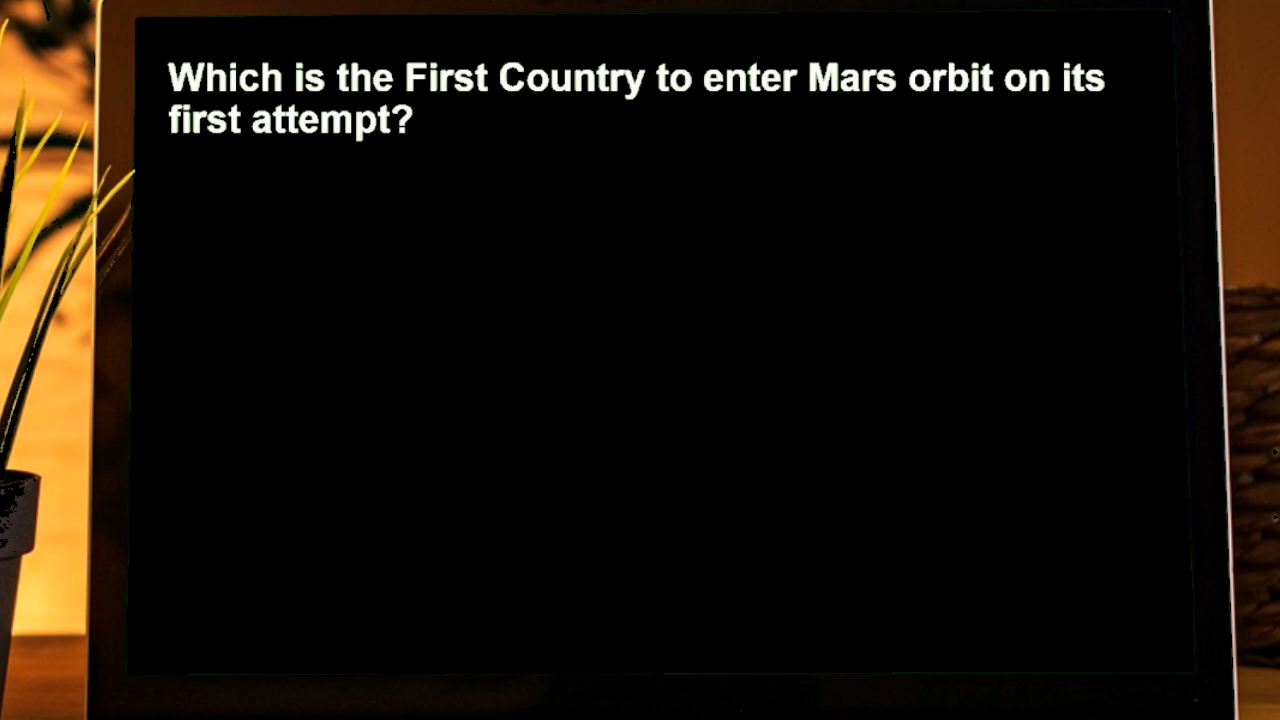 Which is the First Country to enter Mars orbit on its
first attempt?